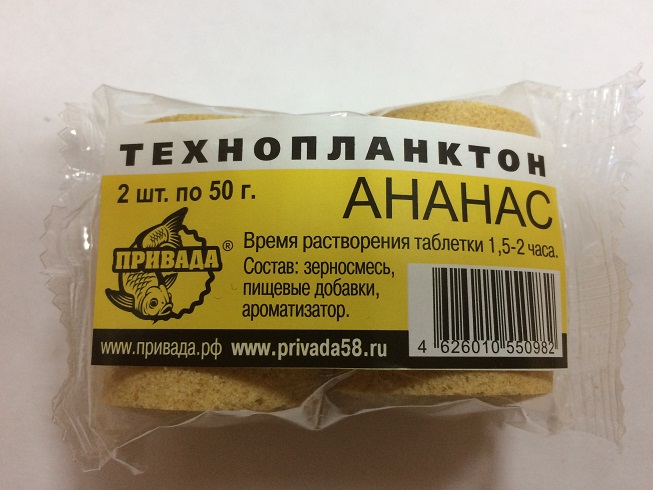 ТЕХНОПЛАНКТОН
2 шт. по 50 г.
АНАНАС
ПРИВАДА®
Время растворения таблетки 1,5-2 часа.
Состав: зерносмесь,
пищевые добавки,
ароматизатор.
4 626010 550982
www.привада.рф www.privada58.ru